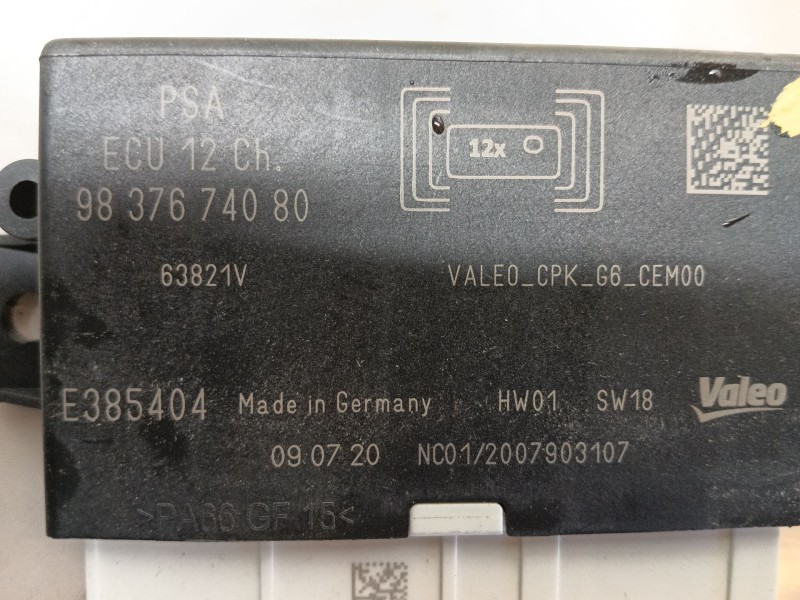 PSA
ECU 12 Ch.
98 376 740 80
12x
63821V
VALEO_CPK_G6_CEM00
E385404 Made in Germany HW01 SW18 Valeo
09.07.20 NC01/2007903107
>PA66 GF 15<